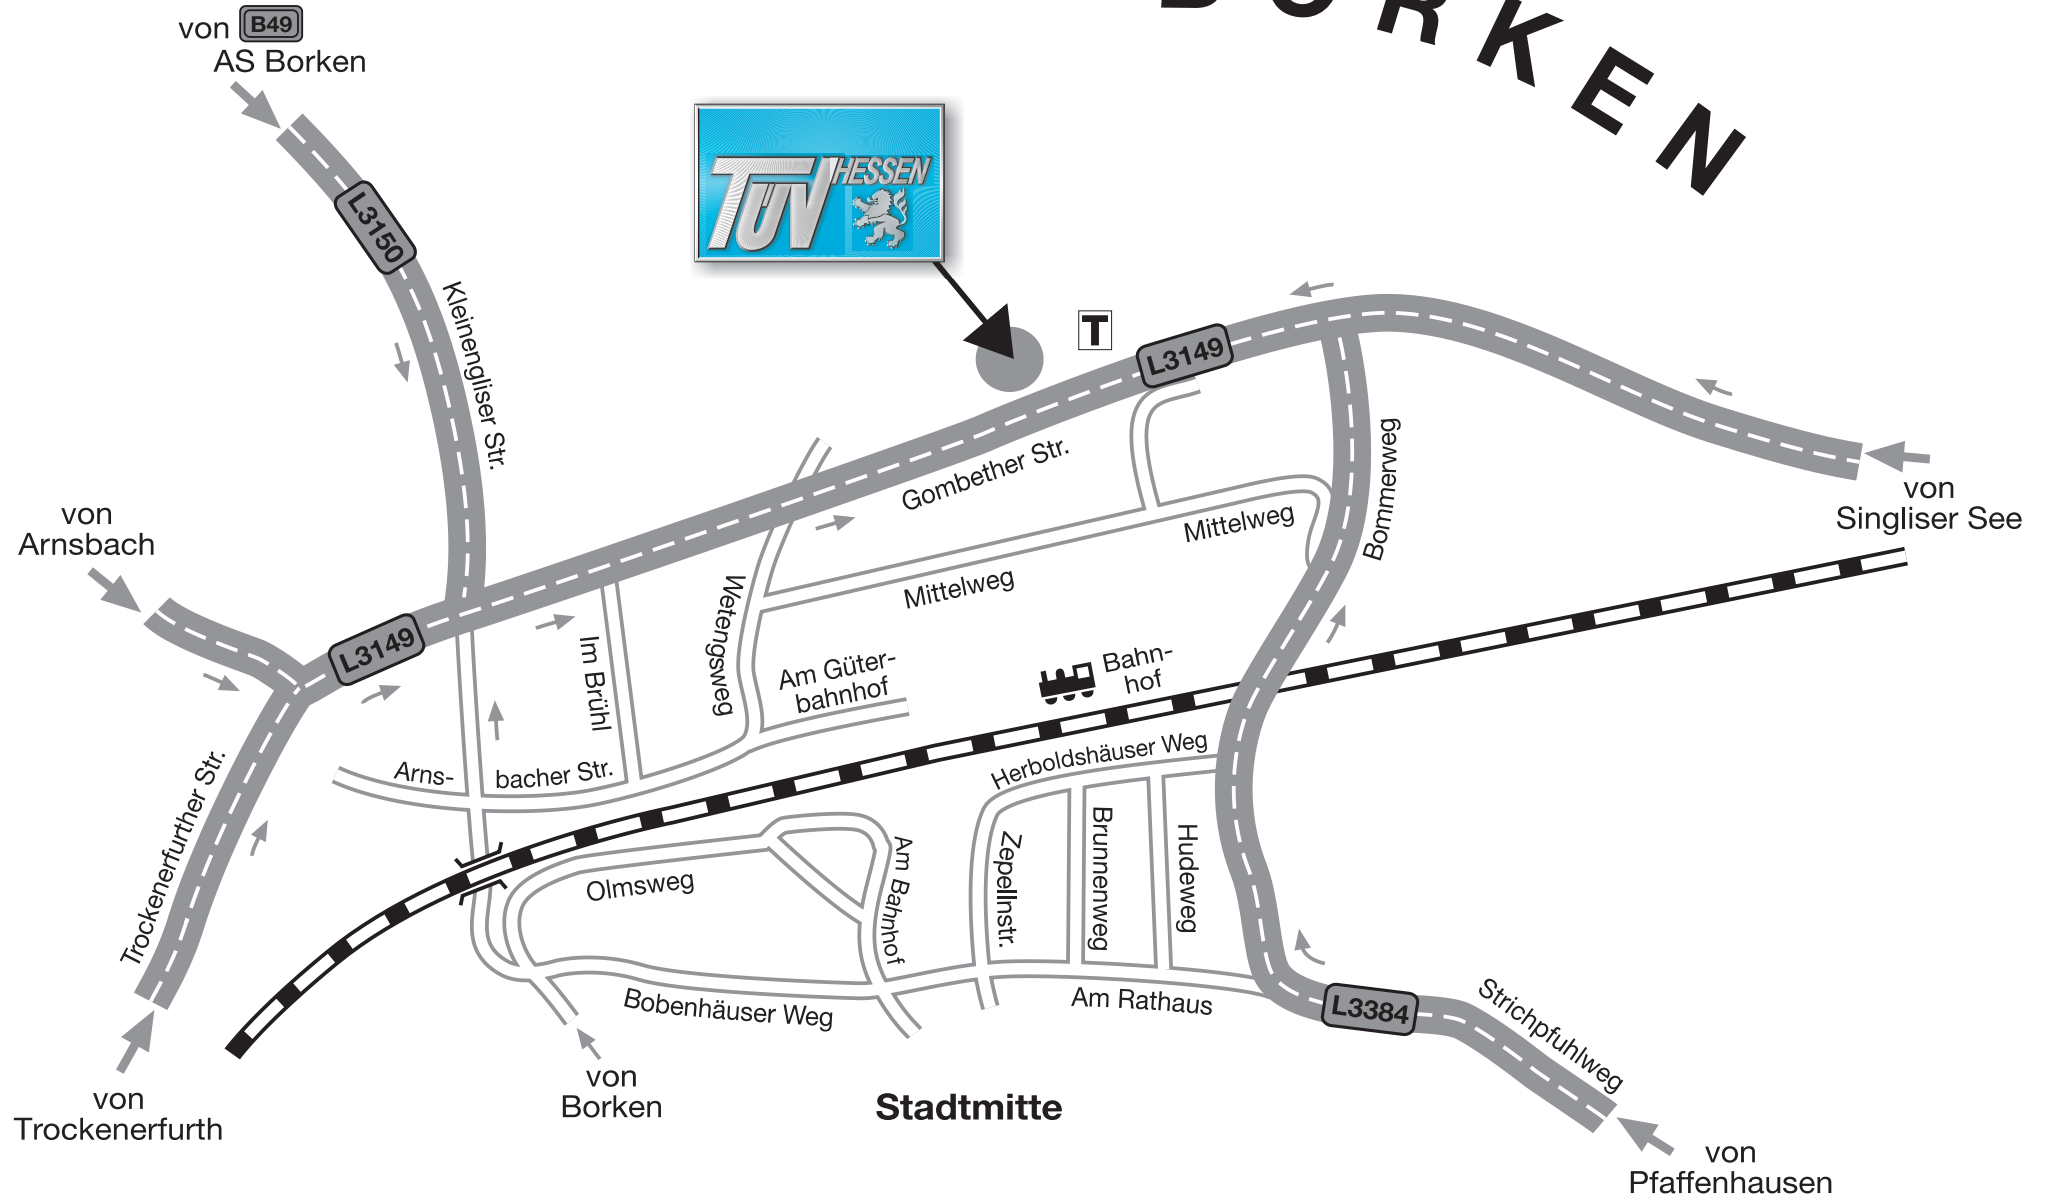 von B49
AS Borken
BORKEN
TÜV HESSEN
L3150
Kleinengliser Str.
T
L3149
von
Singliser See
Gombether Str.
Bommerweg
Mittelweg
Mittelweg
von
Arnsbach
L3149
Wetengsweg
Im Brühl
Am Güter-
bahnhof
Bahn-
hof
Arns-
bacher Str.
Herboldshäuser Weg
Trockenerfurther Str.
Olmsweg
Am Bahnhof
Zepellnstr.
Brunnenweg
Hudeweg
Bobenhäuser Weg
Am Rathaus
L3384
Strichpfuhlweg
von
Trockenerfurth
von
Borken
Stadtmitte
von
Pfaffenhausen